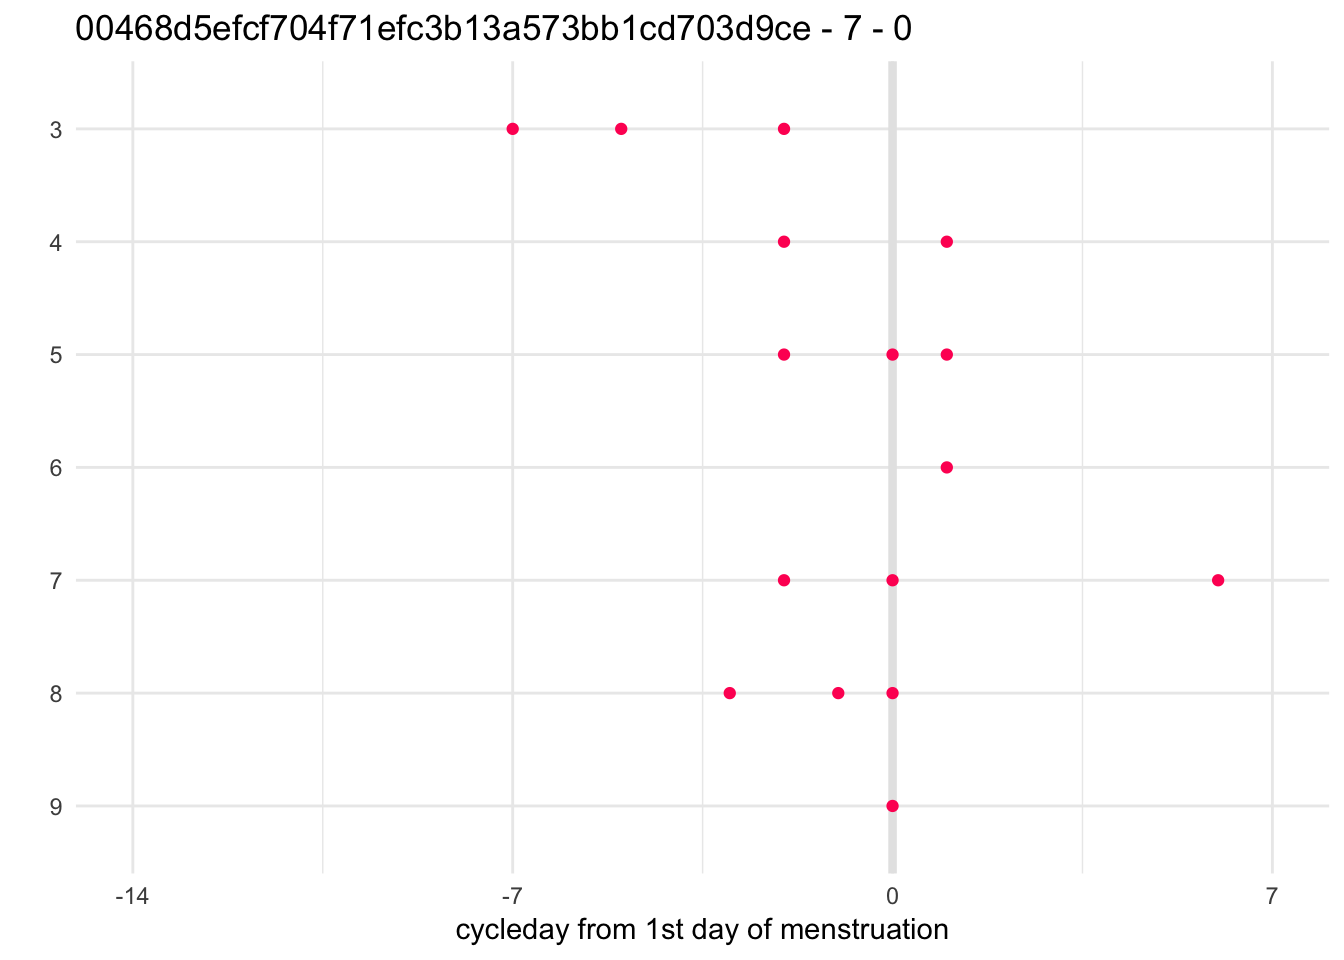 00468d5efcf704f71efc3b13a573bb1cd703d9ce - 7 - 0
3
4
5
6
7
8
9
-14 -7 0 7
cycleday from 1st day of menstruation